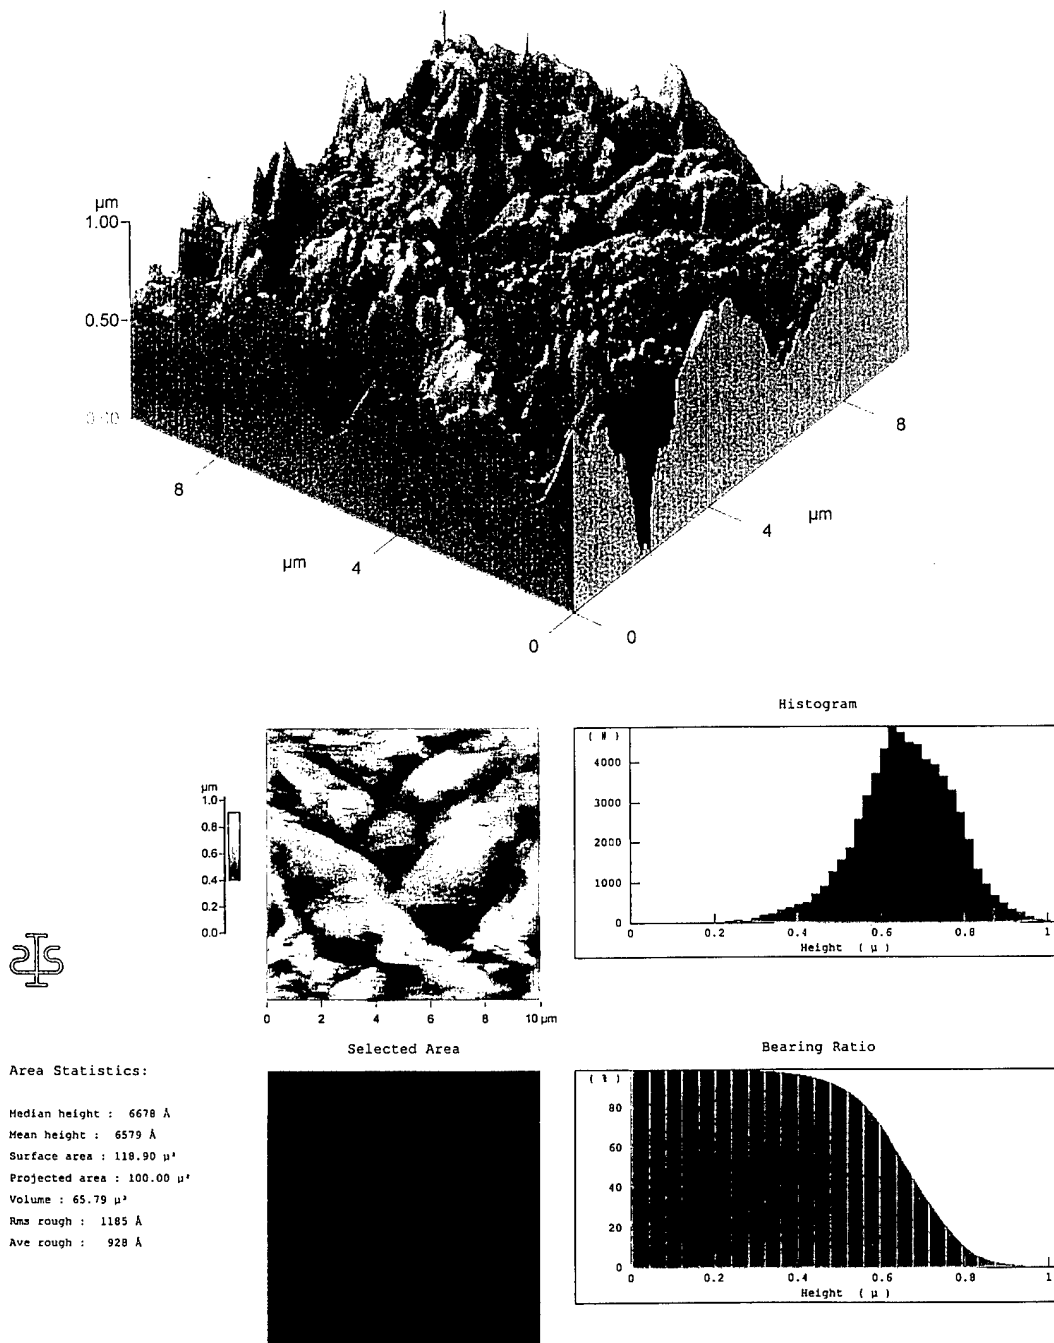 µm
1.00
0.50
0.00
8
µm
4
0
0
4
µm
8
Histogram
( # )
4000
3000
2000
1000
0
0
0.2
0.4
0.6
0.8
1
Height ( µ )
µm
1.0
0.8
0.6
0.4
0.2
0.0
0 2 4 6 8 10 µm
Selected Area
Bearing Ratio
( % )
80
60
40
20
0
0
0.2
0.4
0.6
0.8
1
Height ( µ )
Area Statistics:
Median height : 6678 Å
Mean height : 6579 Å
Surface area : 118.90 µ²
Projected area : 100.00 µ²
Volume : 65.79 µ³
Rms rough : 1185 Å
Ave rough : 928 Å